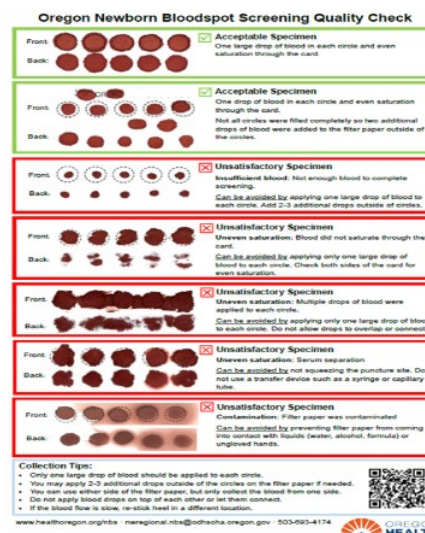 Oregon Newborn Bloodspot Screening Quality Check
Front:
Back:
Acceptable Specimen
One large drop of blood in each circle and even
saturation through the card.
Front:
Back:
Acceptable Specimen
One drop of blood in each circle and even saturation
through the card.
Not all circles were filled completely so two additional
drops of blood were added to the filter paper outside of
the circles.
Front:
Back:
Unsatisfactory Specimen
Insufficient blood: Not enough blood to complete
screening.
Can be avoided by applying one large drop of blood to
each circle. Add 2-3 additional drops outside of circles.
Front:
Back:
Unsatisfactory Specimen
Uneven saturation: Blood did not saturate through the
card.
Can be avoided by applying only one large drop of
blood to each circle. Check both sides of the card for
even saturation.
Front:
Back:
Unsatisfactory Specimen
Uneven saturation: Multiple drops of blood were
applied to each circle.
Can be avoided by applying only one large drop of bloo
to each circle. Do not allow drops to overlap or connect
Front:
Back:
Unsatisfactory Specimen
Uneven saturation: Serum separation
Can be avoided by not squeezing the puncture site. Do
not use a transfer device such as a syringe or capillary
tube.
Front:
Back:
Unsatisfactory Specimen
Contamination: Filter paper was contaminated
Can be avoided by preventing filter paper from coming
into contact with liquids (water, alcohol, formula) or
ungloved hands.
Collection Tips:
• Only one large drop of blood should be applied to each circle.
• You may apply 2-3 additional drops outside of the circles on the filter paper if needed.
• You can use either side of the filter paper, but only collect the blood from one side.
• Do not apply blood drops on top of each other or let them connect.
• If the blood flow is slow, re-stick heel in a different location.
www.healthoregon.org/nbs · nwregional.nbs@odhsoha.oregon.gov · 503-693-4174
OREGO
HEALT